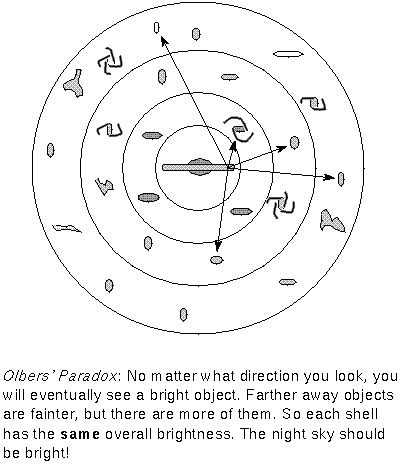 Olbers' Paradox: No matter what direction you look, you
will eventually see a bright object. Farther away objects
are fainter, but there are more of them. So each shell
has the same overall brightness. The night sky should
be bright!